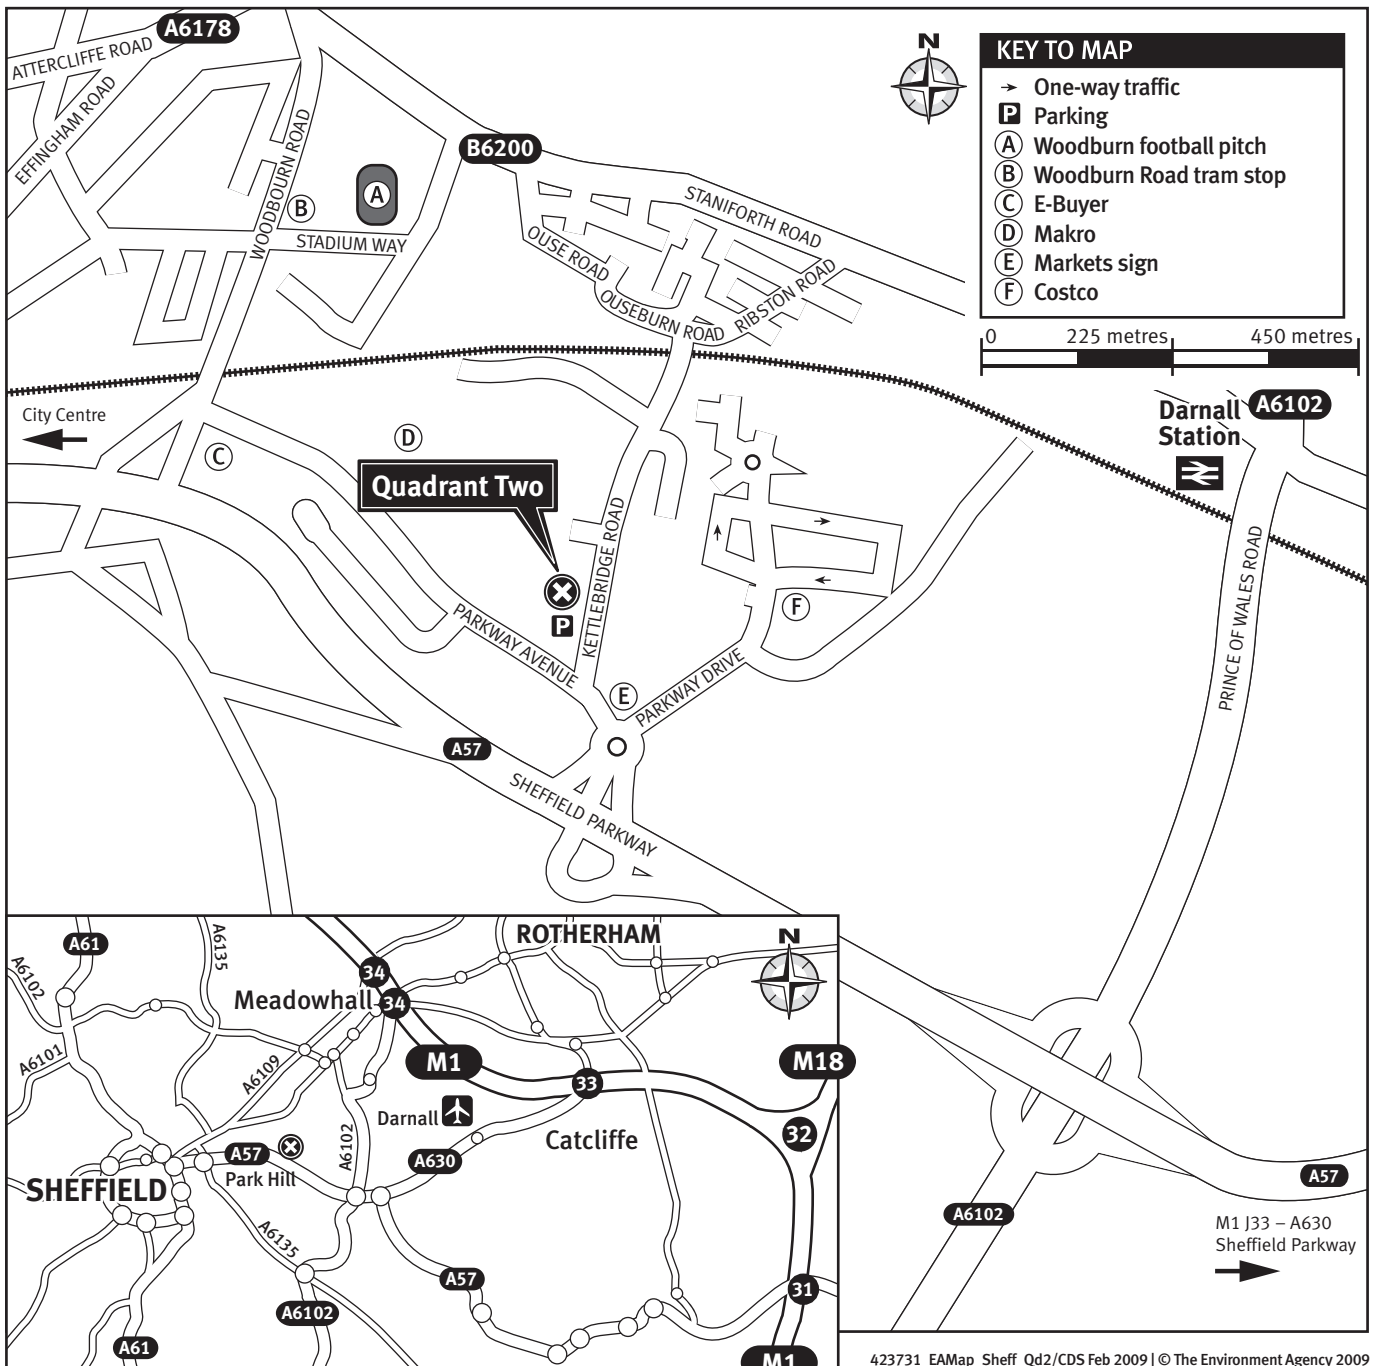 A6178
ATTERCLIFFE ROAD
EFFINGHAM ROAD
WOODBOURN ROAD
B
A
STADIUM WAY
B6200
STANIFORTH ROAD
OUSE ROAD
OUSEBURN ROAD
RIBSTON ROAD
N
KEY TO MAP
One-way traffic
P Parking
A Woodburn football pitch
B Woodburn Road tram stop
C E-Buyer
D Makro
E Markets sign
F Costco
0 225 metres 450 metres
City Centre
C
D
Quadrant Two
P
KETTLEBRIDGE ROAD
PARKWAY AVENUE
E
PARKWAY DRIVE
F
Darnall
Station
A6102
PRINCE OF WALES ROAD
A57
SHEFFIELD PARKWAY
A6102
A57
M1 J33 – A630
Sheffield Parkway
A61
A6135
A6102
A6101
A6109
34
Meadowhall
34
ROTHERHAM
N
M1
M18
33
32
Darnall
Catcliffe
A6102
A630
A57
Park Hill
SHEFFIELD
A6135
A57
A6102
A61
31
M1
423731_EAMap_Sheff_Qd2/CDS Feb 2009 | © The Environment Agency 2009